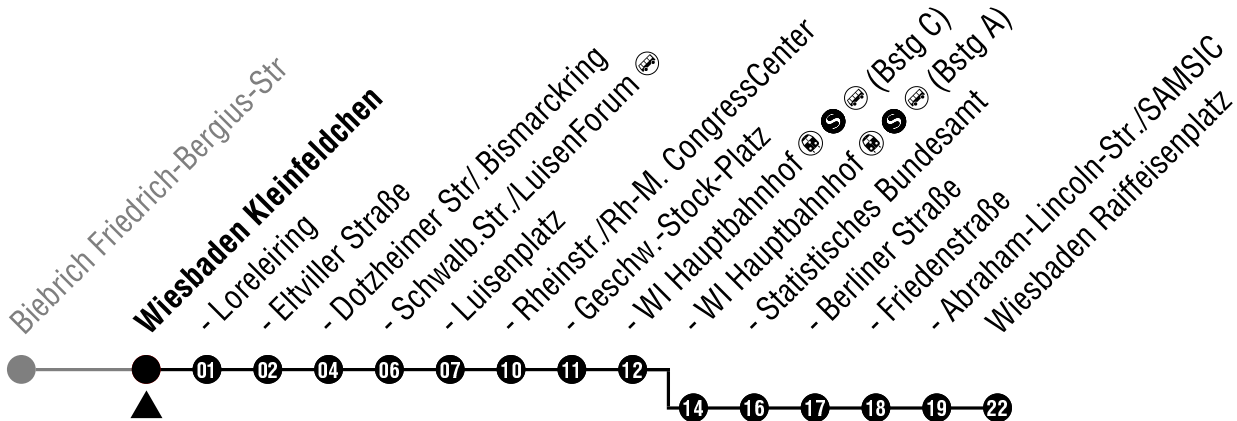 Biebrich Friedrich-Bergius-Str
Wiesbaden Kleinfeldchen
- Loreleiring
- Eltviller Straße
- Dotzheimer Str/ Bismarckring
- Schwalb.Str./LuisenForum
- Luisenplatz
- Rheinstr./Rh-M. CongressCenter
- Geschw.-Stock-Platz
- WI Hauptbahnhof S (Bstg C)
- WI Hauptbahnhof S (Bstg A)
- Statistisches Bundesamt
- Berliner Straße
- Friedenstraße
- Abraham-Lincoln-Str./SAMSIC
Wiesbaden Raiffeisenplatz
01 02 04 06 07 10 11 12
14 16 17 18 19 22